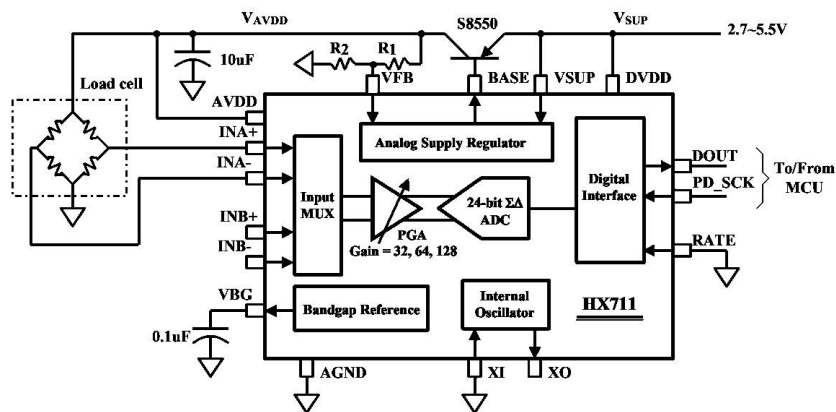 V_AVDD
S8550
V_SUP
2.7~5.5V
10uF
R2
R1
Load cell
VFB
BASE
VSUP
DVDD
AVDD
INA+
INA-
INB+
INB-
VBG
0.1uF
Analog Supply Regulator
Input
MUX
PGA
Gain = 32, 64, 128
24-bit ΣΔ
ADC
Digital
Interface
DOUT
PD_SCK
RATE
To/From
MCU
Bandgap Reference
Internal
Oscillator
HX711
AGND
XI
XO